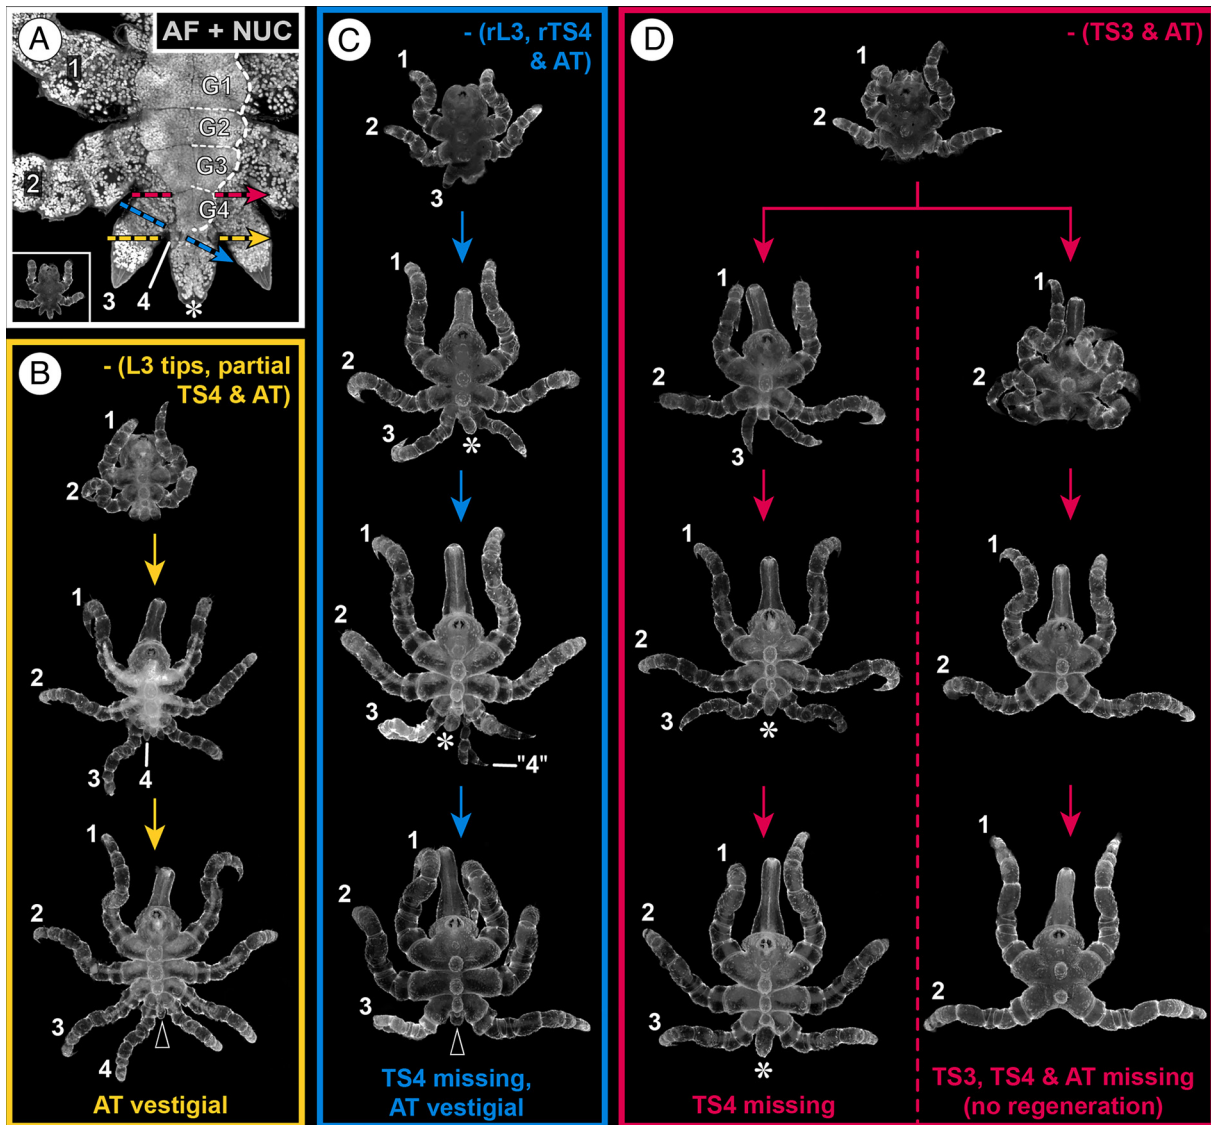 A
AF + NUC
1
G1
G2
2
G3
G4
3
4
*
B
- (L3 tips, partial
TS4 & AT)
1
2
1
2
3
4
1
2
3
4
AT vestigial
C
- (rL3, rTS4
& AT)
1
2
3
1
2
3
*
1
2
3
*
"4"
1
2
3
TS4 missing,
AT vestigial
D
- (TS3 & AT)
1
2
1
2
3
1
2
3
*
1
2
3
*
TS4 missing
1
2
1
2
1
2
TS3, TS4 & AT missing
(no regeneration)